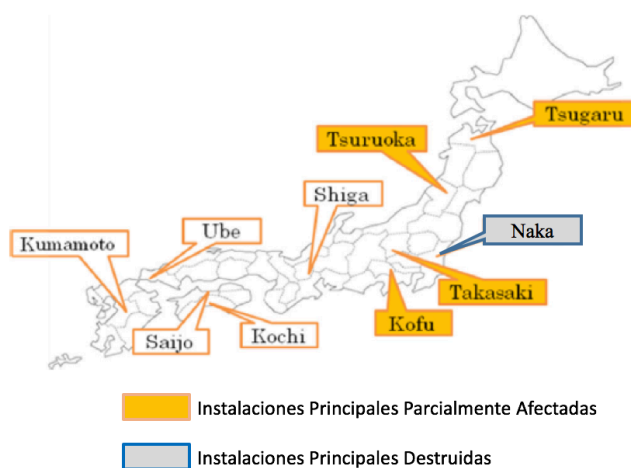 Tsugaru
Tsuruoka
Shiga
Ube
Naka
Kumamoto
Takasaki
Kofu
Kochi
Saijo
Instalaciones Principales Parcialmente Afectadas
Instalaciones Principales Destruidas